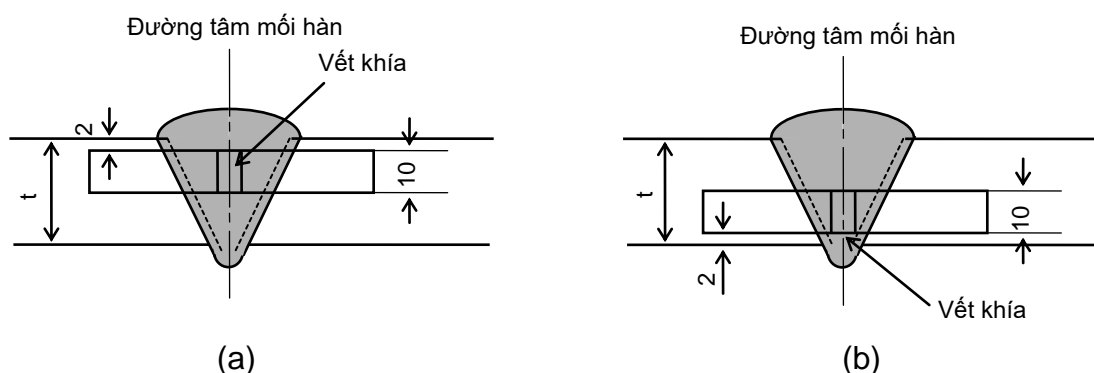 Đường tâm mối hàn
Vết khía
2
t
10
(a)
Đường tâm mối hàn
t
10
2
Vết khía
(b)